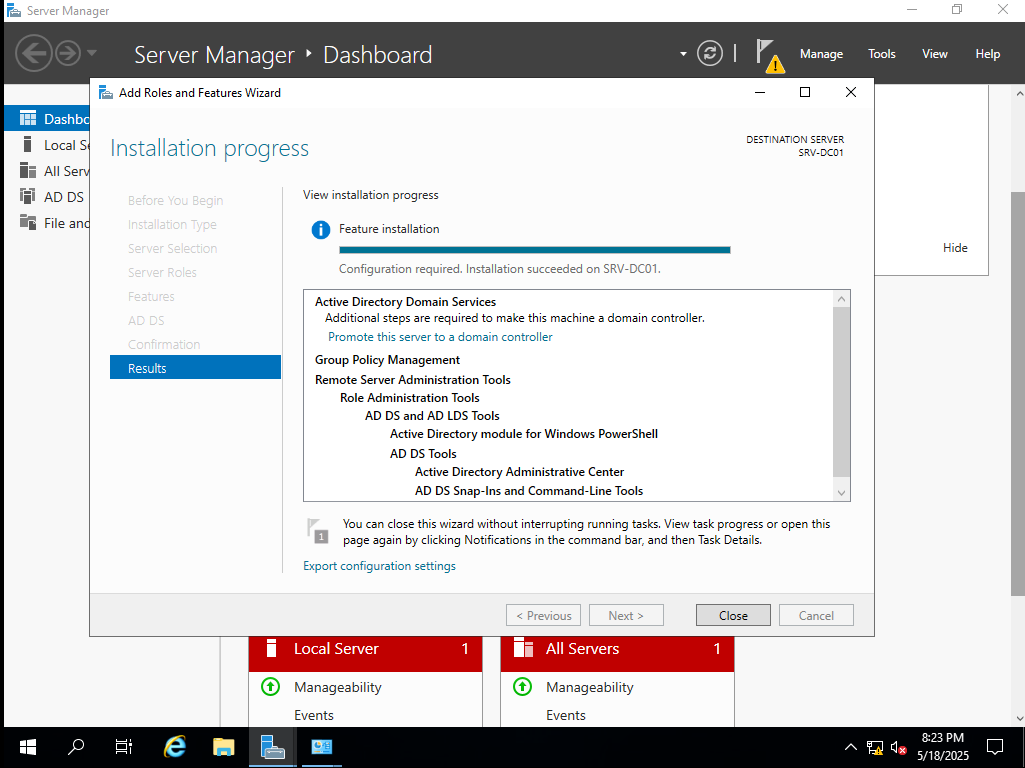 Server Manager
Server Manager ‣ Dashboard
Manage Tools View Help
Add Roles and Features Wizard
Dashbo
Local Se
All Serv
AD DS
File and
Installation progress
DESTINATION SERVER
SRV-DC01
Before You Begin
Installation Type
Server Selection
Server Roles
Features
AD DS
Confirmation
Results
View installation progress
Feature installation
Configuration required. Installation succeeded on SRV-DC01.
Active Directory Domain Services
Additional steps are required to make this machine a domain controller.
Promote this server to a domain controller
Group Policy Management
Remote Server Administration Tools
Role Administration Tools
AD DS and AD LDS Tools
Active Directory module for Windows PowerShell
AD DS Tools
Active Directory Administrative Center
AD DS Snap-Ins and Command-Line Tools
1
You can close this wizard without interrupting running tasks. View task progress or open this
page again by clicking Notifications in the command bar, and then Task Details.
Export configuration settings
< Previous
Next >
Close
Cancel
Hide
Local Server 1
Manageability
Events
All Servers 1
Manageability
Events
8:23 PM
5/18/2025